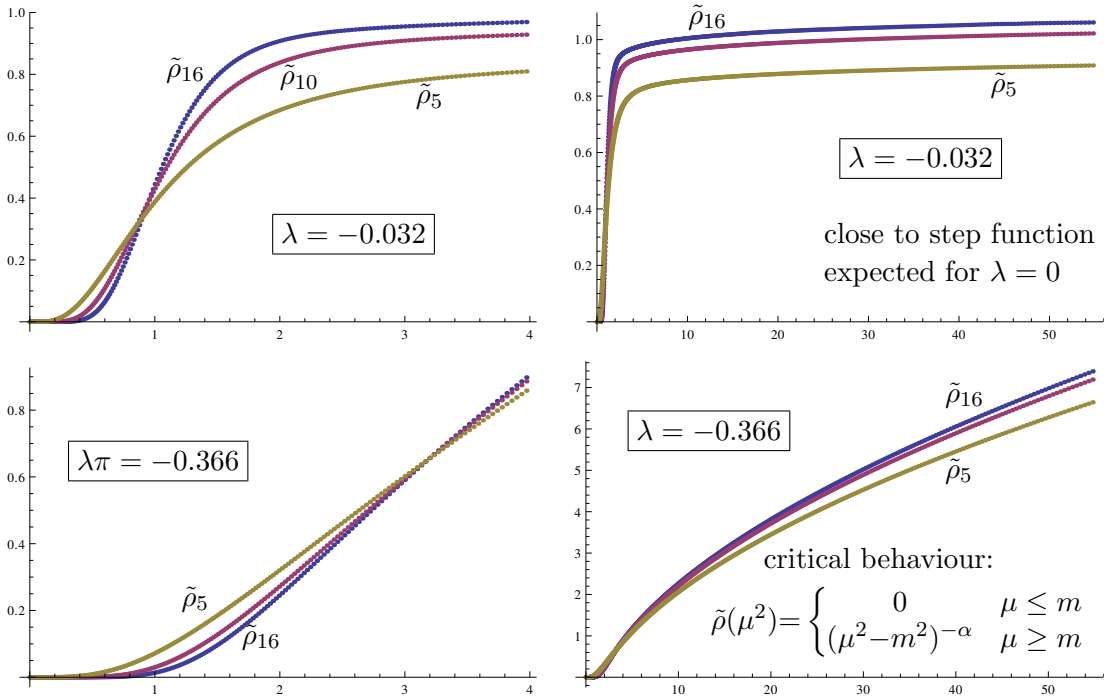 1.0
0.8
0.6
0.4
0.2
1
2
3
4
ρ̃₁₆
ρ̃₁₀
ρ̃₅
λ = −0.032
1.0
0.8
0.6
0.4
0.2
10
20
30
40
50
ρ̃₁₆
ρ̃₅
λ = −0.032
close to step function
expected for λ = 0
0.8
0.6
0.4
0.2
1
2
3
4
λπ = −0.366
ρ̃₅
ρ̃₁₆
7
6
5
4
3
2
1
10
20
30
40
50
λ = −0.366
ρ̃₁₆
ρ̃₅
critical behaviour:
ρ̃(μ²)= { 0 μ ≤ m
(μ²−m²)^{−α} μ ≥ m